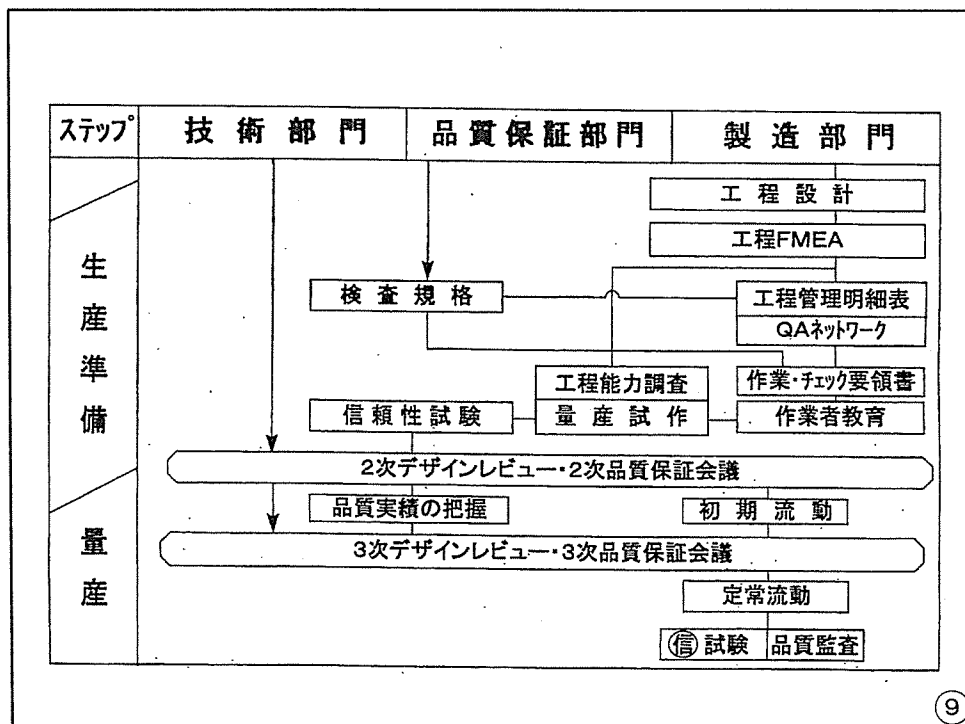 ステップ 技術部門 品質保証部門 製造部門
工程設計
工程FMEA
生産準備
検査規格
工程管理明細表
QAネットワーク
工程能力調査
作業・チェック要領書
信頼性試験
量産試作
作業者教育
2次デザインレビュー・2次品質保証会議
品質実績の把握
初期流動
量産
3次デザインレビュー・3次品質保証会議
定常流動
信試験
品質監査
9